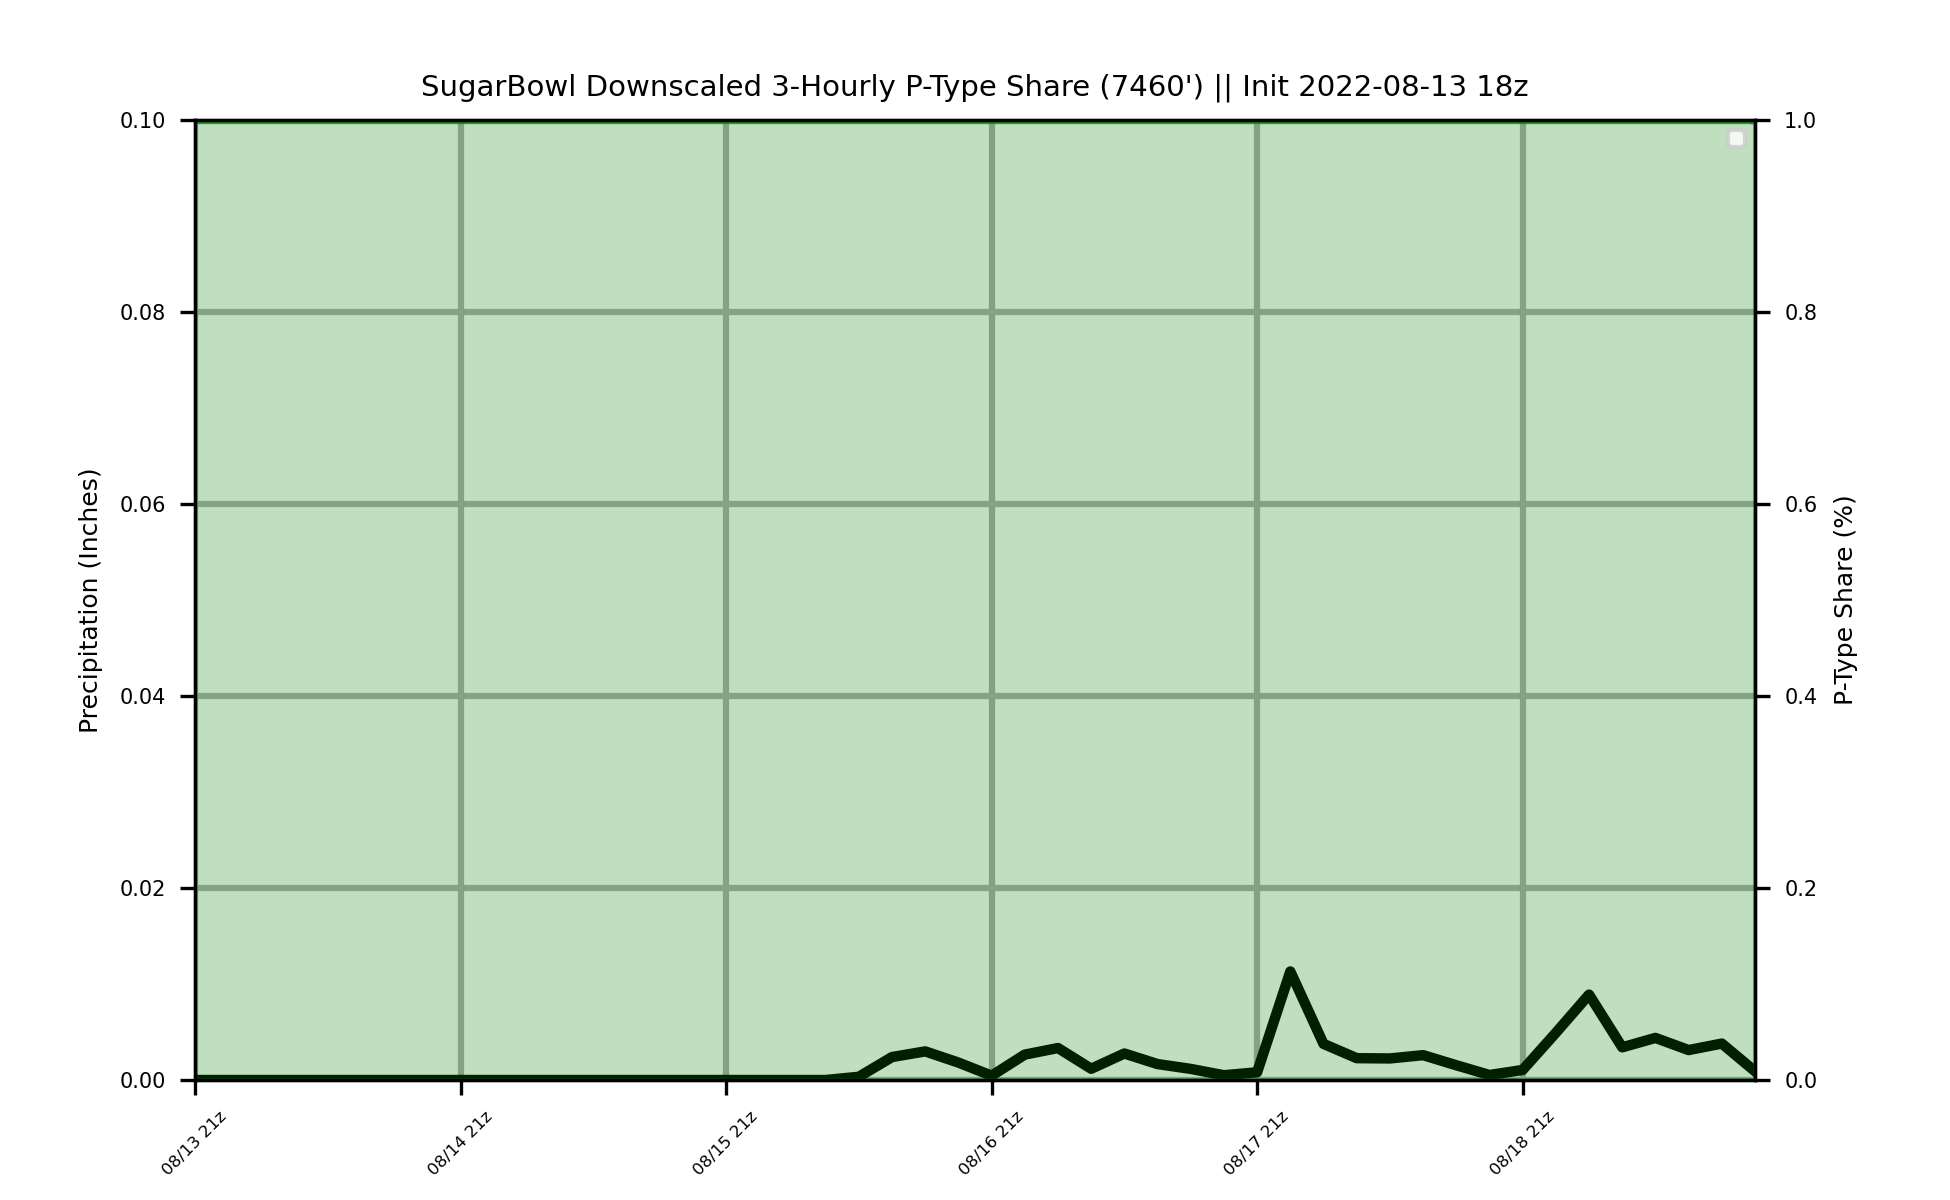 SugarBowl Downscaled 3-Hourly P-Type Share (7460') || Init 2022-08-13 18z
0.10
0.08
0.06
0.04
0.02
0.00
Precipitation (Inches)
1.0
0.8
0.6
0.4
0.2
0.0
P-Type Share (%)
08/13 21z
08/14 21z
08/15 21z
08/16 21z
08/17 21z
08/18 21z